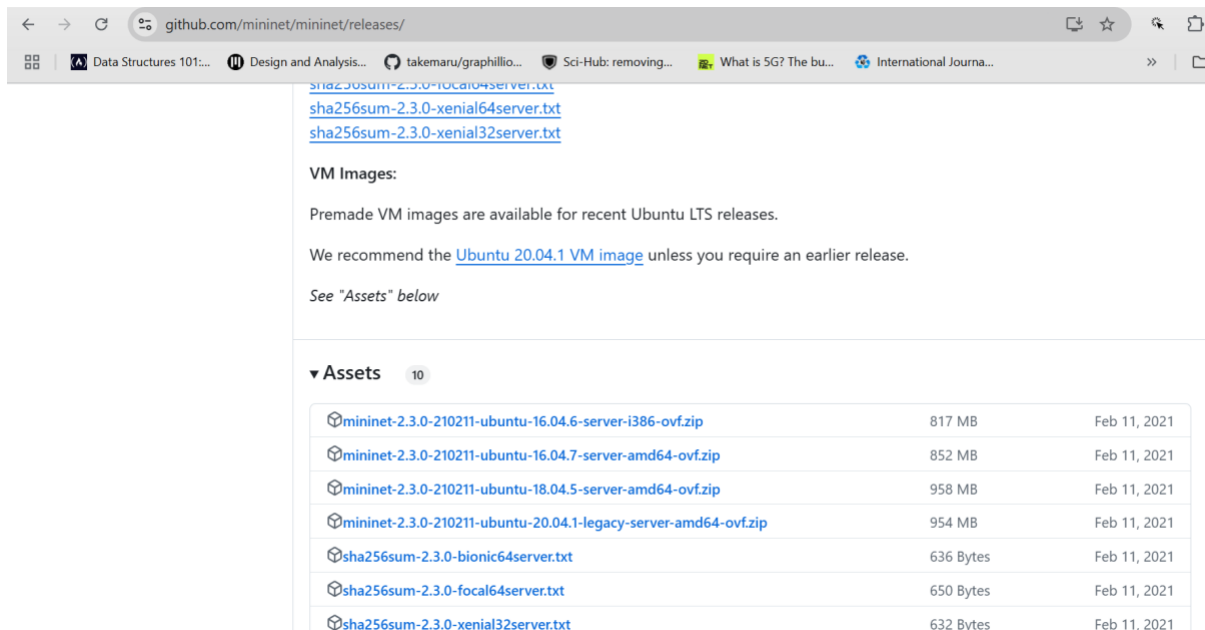 github.com/mininet/mininet/releases/
Data Structures 101:... Design and Analysis... takemaru/graphillio... Sci-Hub: removing... What is 5G? The bu... International Journa... »
sha256sum-2.3.0-focal64server.txt
sha256sum-2.3.0-xenial64server.txt
sha256sum-2.3.0-xenial32server.txt
VM Images:
Premade VM images are available for recent Ubuntu LTS releases.
We recommend the Ubuntu 20.04.1 VM image unless you require an earlier release.
See "Assets" below
Assets 10
mininet-2.3.0-210211-ubuntu-16.04.6-server-i386-ovf.zip 817 MB Feb 11, 2021
mininet-2.3.0-210211-ubuntu-16.04.7-server-amd64-ovf.zip 852 MB Feb 11, 2021
mininet-2.3.0-210211-ubuntu-18.04.5-server-amd64-ovf.zip 958 MB Feb 11, 2021
mininet-2.3.0-210211-ubuntu-20.04.1-legacy-server-amd64-ovf.zip 954 MB Feb 11, 2021
sha256sum-2.3.0-bionic64server.txt 636 Bytes Feb 11, 2021
sha256sum-2.3.0-focal64server.txt 650 Bytes Feb 11, 2021
sha256sum-2.3.0-xenial32server.txt 632 Bytes Feb 11, 2021